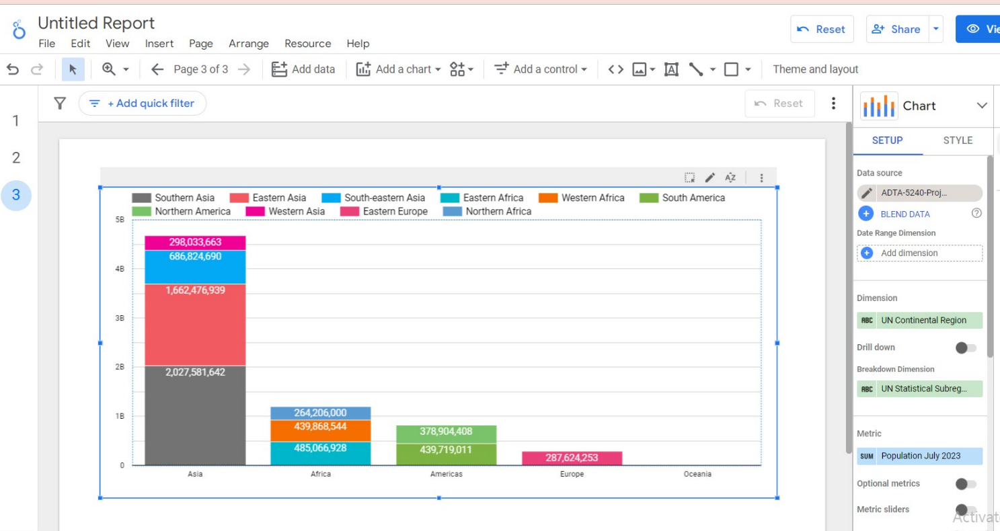 Untitled Report
Reset
Share
Vie
File Edit View Insert Page Arrange Resource Help
Page 3 of 3
Add data
Add a chart
Add a control
Theme and layout
+ Add quick filter
Reset
1
2
3
Southern Asia Eastern Asia South-eastern Asia Eastern Africa Western Africa South America
Northern America Western Asia Eastern Europe Northern Africa
5B
4B
3B
2B
1B
0
298,033,663
686,824,690
1,662,476,939
2,027,581,642
264,206,000
439,868,544
485,066,928
378,904,408
439,719,011
287,624,253
Asia Africa Americas Europe Oceania
Chart
SETUP STYLE
Data source
ADTA-5240-Proj...
BLEND DATA
Date Range Dimension
Add dimension
Dimension
ABC UN Continental Region
Drill down
Breakdown Dimension
ABC UN Statistical Subreg...
Metric
SUM Population July 2023
Optional metrics
Metric sliders
Activat